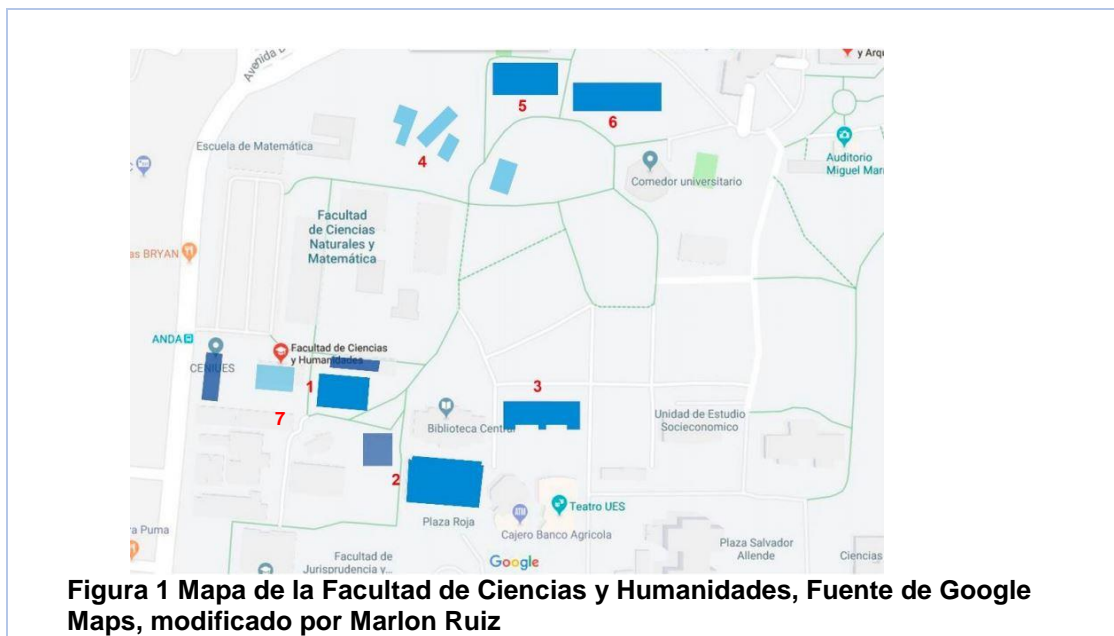 y Arqu
Avenida
5
6
Escuela de Matemática
4
Auditorio
Miguel Mar
Comedor universitario
Facultad
de Ciencias
Naturales y
Matemática
as BRYAN
ANDA
Facultad de Ciencias
y Humanidades
CENIUES
1
3
7
Biblioteca Central
Unidad de Estudio
Socieconomico
2
Teatro UES
Plaza Roja
Cajero Banco Agricola
ra Puma
Plaza Salvador
Allende
Ciencias
Facultad de
Jurisprudencia y...
Google
Figura 1 Mapa de la Facultad de Ciencias y Humanidades, Fuente de Google
Maps, modificado por Marlon Ruiz